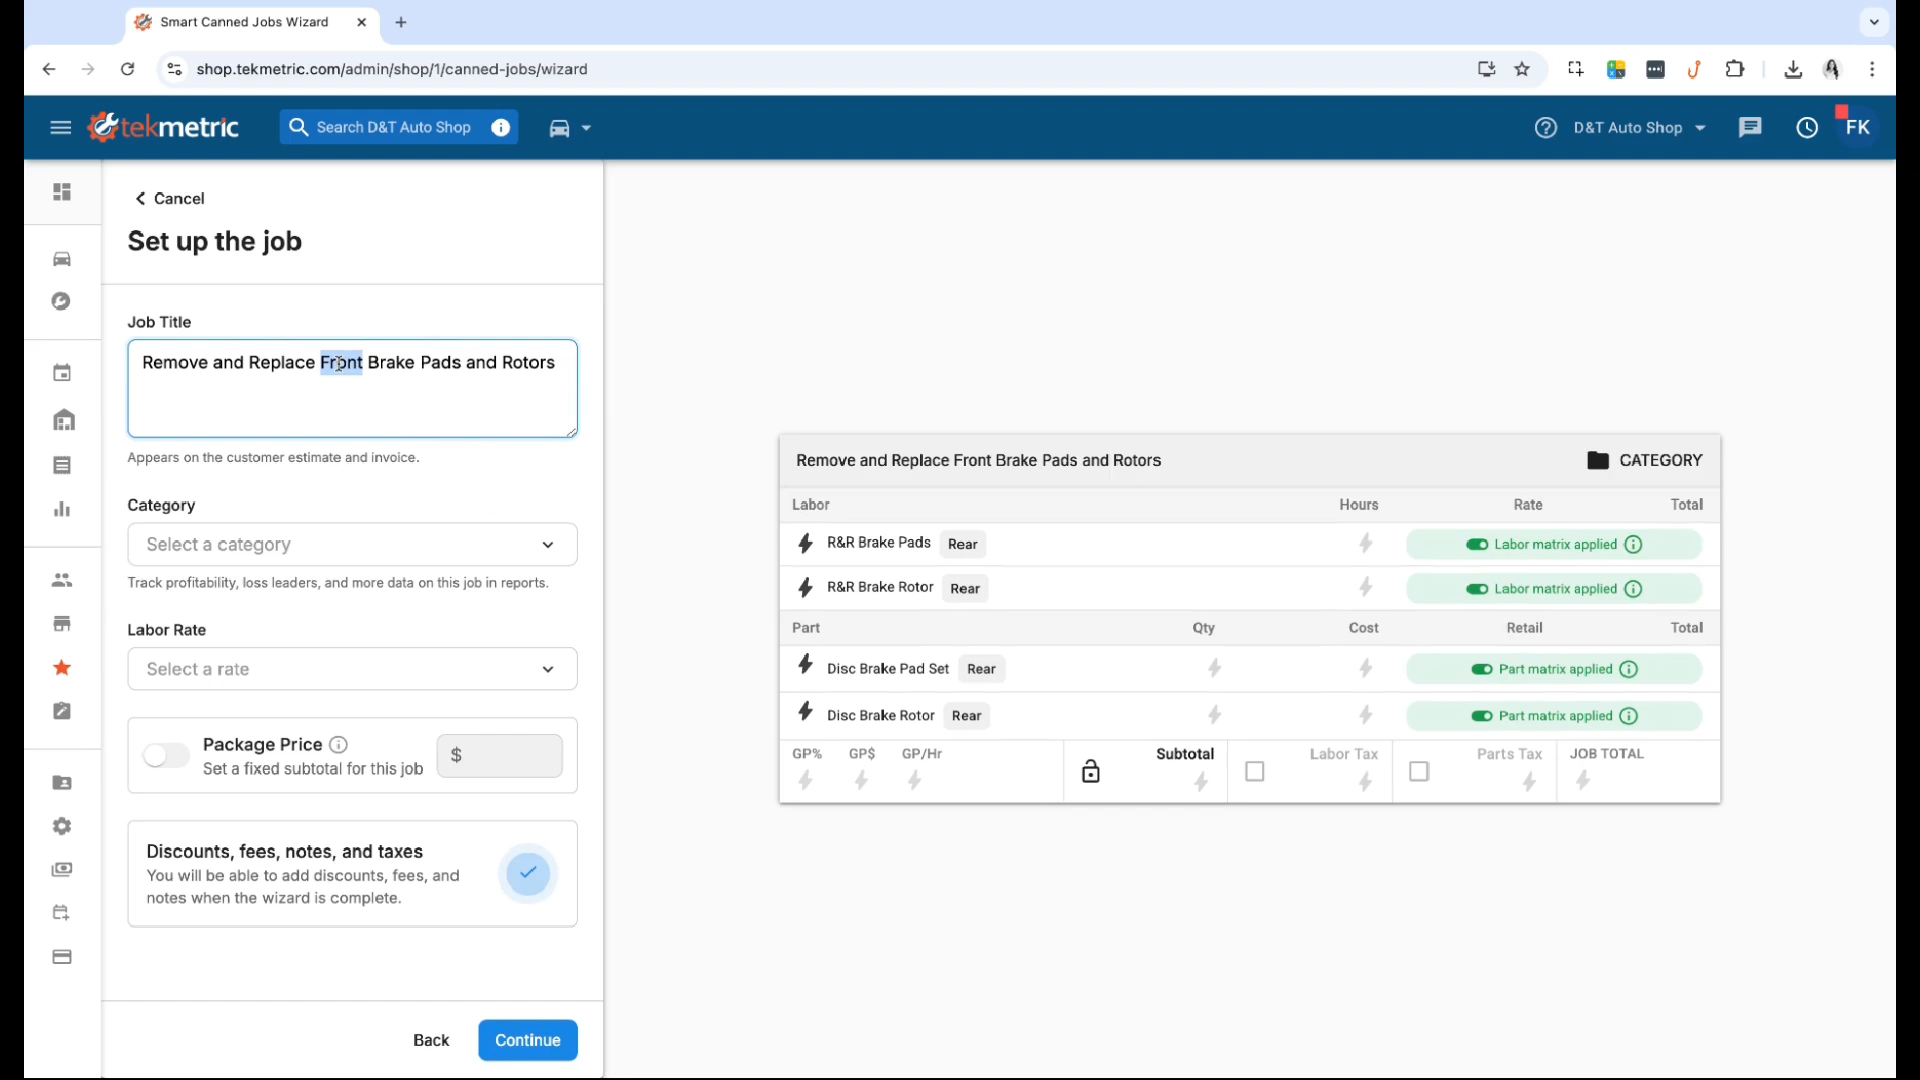 Smart Canned Jobs Wizard
shop.tekmetric.com/admin/shop/1/canned-jobs/wizard
tekmetric
Search D&T Auto Shop
D&T Auto Shop
FK
Cancel
Set up the job
Job Title
Remove and Replace Front Brake Pads and Rotors
Appears on the customer estimate and invoice.
Category
Select a category
Track profitability, loss leaders, and more data on this job in reports.
Labor Rate
Select a rate
Package Price
Set a fixed subtotal for this job
$
Discounts, fees, notes, and taxes
You will be able to add discounts, fees, and
notes when the wizard is complete.
Back
Continue
Remove and Replace Front Brake Pads and Rotors
CATEGORY
Labor Hours Rate Total
R&R Brake Pads Rear Labor matrix applied
R&R Brake Rotor Rear Labor matrix applied
Part Qty Cost Retail Total
Disc Brake Pad Set Rear Part matrix applied
Disc Brake Rotor Rear Part matrix applied
GP% GP$ GP/Hr Subtotal Labor Tax Parts Tax JOB TOTAL